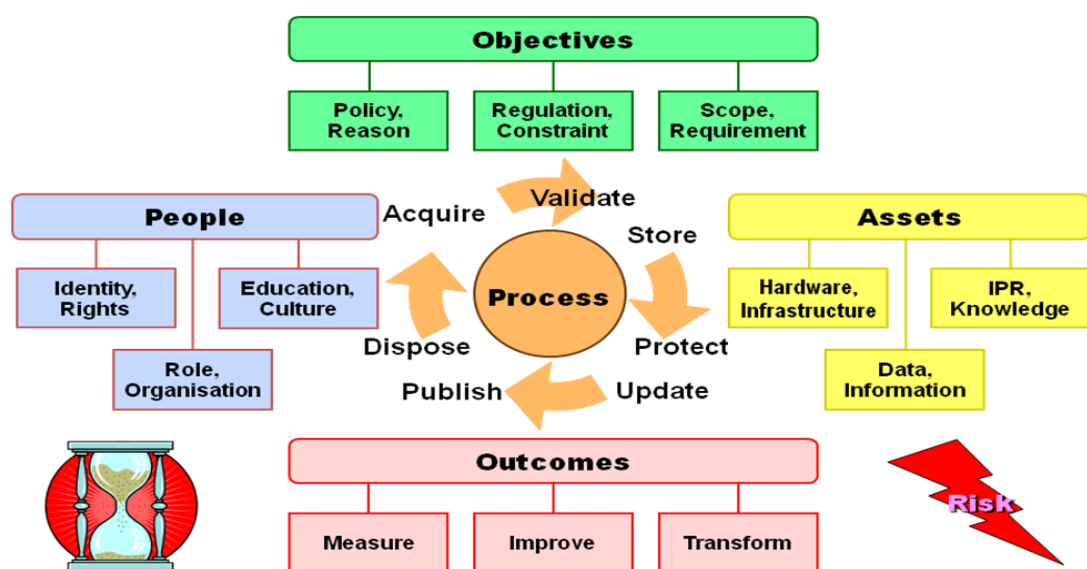 Objectives
Policy,
Reason
Regulation,
Constraint
Scope,
Requirement
People
Identity,
Rights
Education,
Culture
Role,
Organisation
Acquire
Validate
Store
Process
Dispose
Protect
Publish
Update
Assets
Hardware,
Infrastructure
IPR,
Knowledge
Data,
Information
Outcomes
Measure
Improve
Transform
Risk